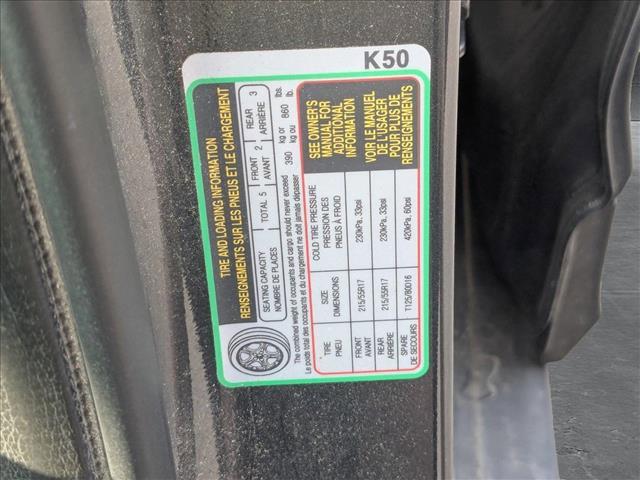 K50
TIRE AND LOADING INFORMATION
RENSEIGNEMENTS SUR LES PNEUS ET LE CHARGEMENT
SEATING CAPACITY TOTAL 5 FRONT 2 REAR 3
NOMBRE DE PLACES AVANT ARRIÈRE
The combined weight of occupants and cargo should never exceed 390 kg or 860 lbs.
Le poids total des occupants et du chargement ne doit jamais dépasser kg ou lb.
TIRE SIZE COLD TIRE PRESSURE
PNEU DIMENSIONS PRESSION DES
PNEUS À FROID
FRONT 215/55R17 230kPa, 33psi
AVANT
REAR 215/55R17 230kPa, 33psi
ARRIÈRE
SPARE T125/80D16 420kPa, 60psi
DE SECOURS
SEE OWNER'S
MANUAL FOR
ADDITIONAL
INFORMATION
VOIR LE MANUEL
DE L'USAGER
POUR PLUS DE
RENSEIGNEMENTS